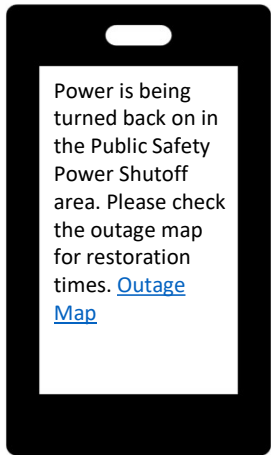 Power is being
turned back on in
the Public Safety
Power Shutoff
area. Please check
the outage map
for restoration
times. Outage
Map